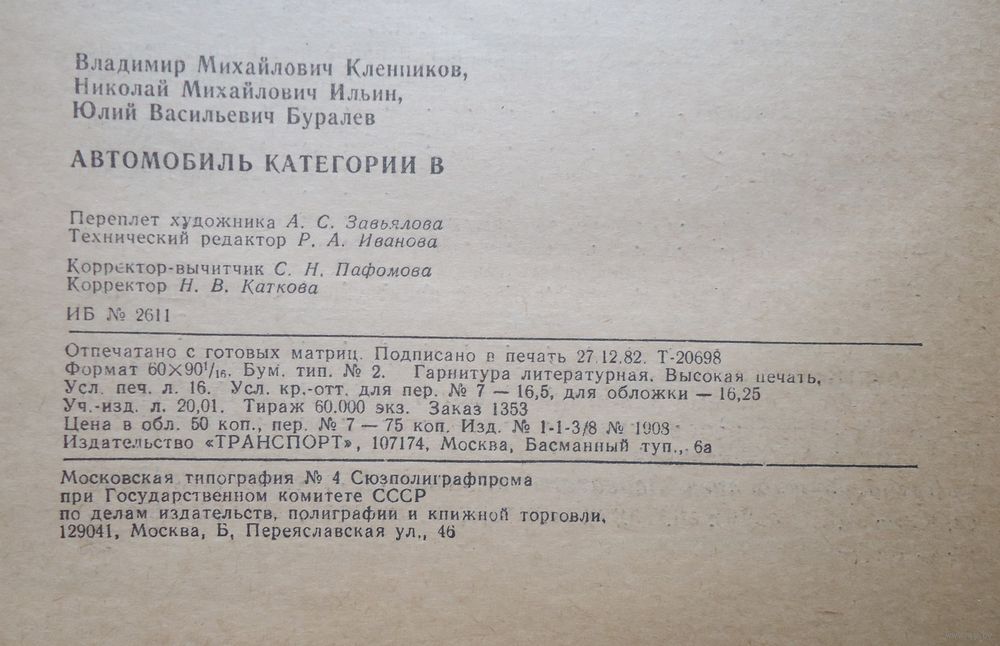 Владимир Михайлович Кленников,
Николай Михайлович Ильин,
Юлий Васильевич Буралев
АВТОМОБИЛЬ КАТЕГОРИИ В
Переплет художника А. С. Завьялова
Технический редактор Р. А. Иванова
Корректор-вычитчик С. Н. Пафомова
Корректор Н. В. Каткова
ИБ № 2611
Отпечатано с готовых матриц. Подписано в печать 27.12.82. Т-20698
Формат 60×90¹/₁₆. Бум. тип. № 2. Гарнитура литературная. Высокая печать,
Усл. печ. л. 16. Усл. кр.-отт. для пер. № 7 — 16,5, для обложки — 16,25
Уч.-изд. л. 20,01. Тираж 60.000 экз. Заказ 1353
Цена в обл. 50 коп., пер. № 7 — 75 коп. Изд. № 1-1-3/8 № 1908
Издательство «ТРАНСПОРТ», 107174, Москва, Басманный туп., 6а
Московская типография № 4 Сюзполиграфпрома
при Государственном комитете СССР
по делам издательств, полиграфии и книжной торговли,
129041, Москва, Б, Переяславская ул., 46